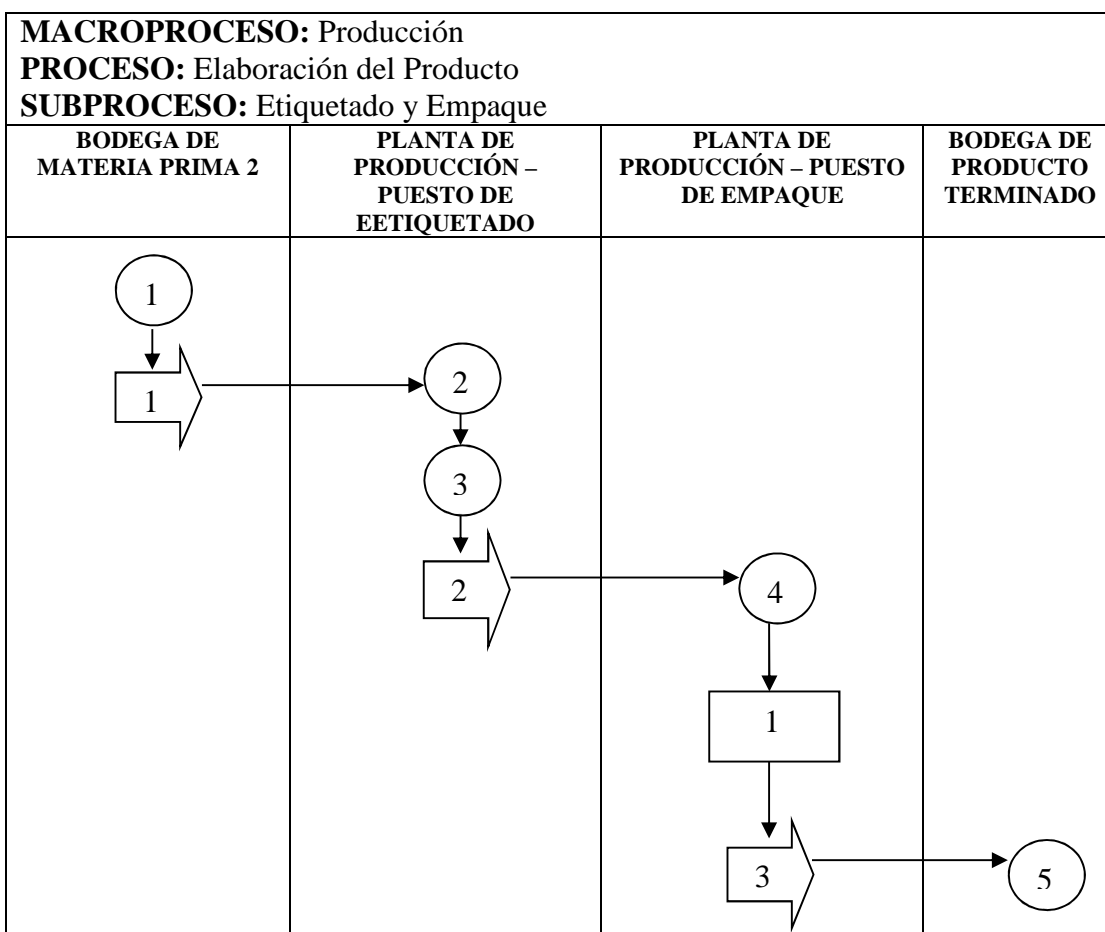 MACROPROCESO: Producción
PROCESO: Elaboración del Producto
SUBPROCESO: Etiquetado y Empaque
BODEGA DE
MATERIA PRIMA 2
PLANTA DE
PRODUCCIÓN –
PUESTO DE
EETIQUETADO
PLANTA DE
PRODUCCIÓN – PUESTO
DE EMPAQUE
BODEGA DE
PRODUCTO
TERMINADO
1
1
2
3
2
4
1
3
5